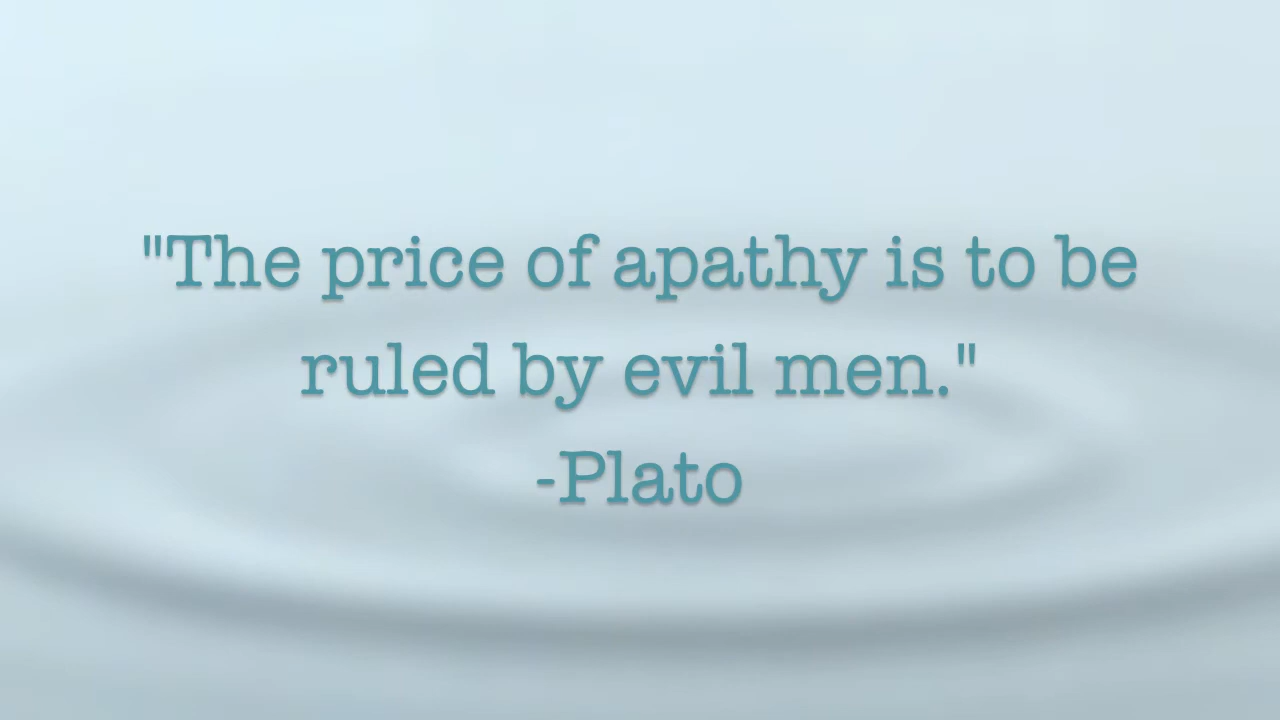 "The price of apathy is to be
ruled by evil men."
-Plato